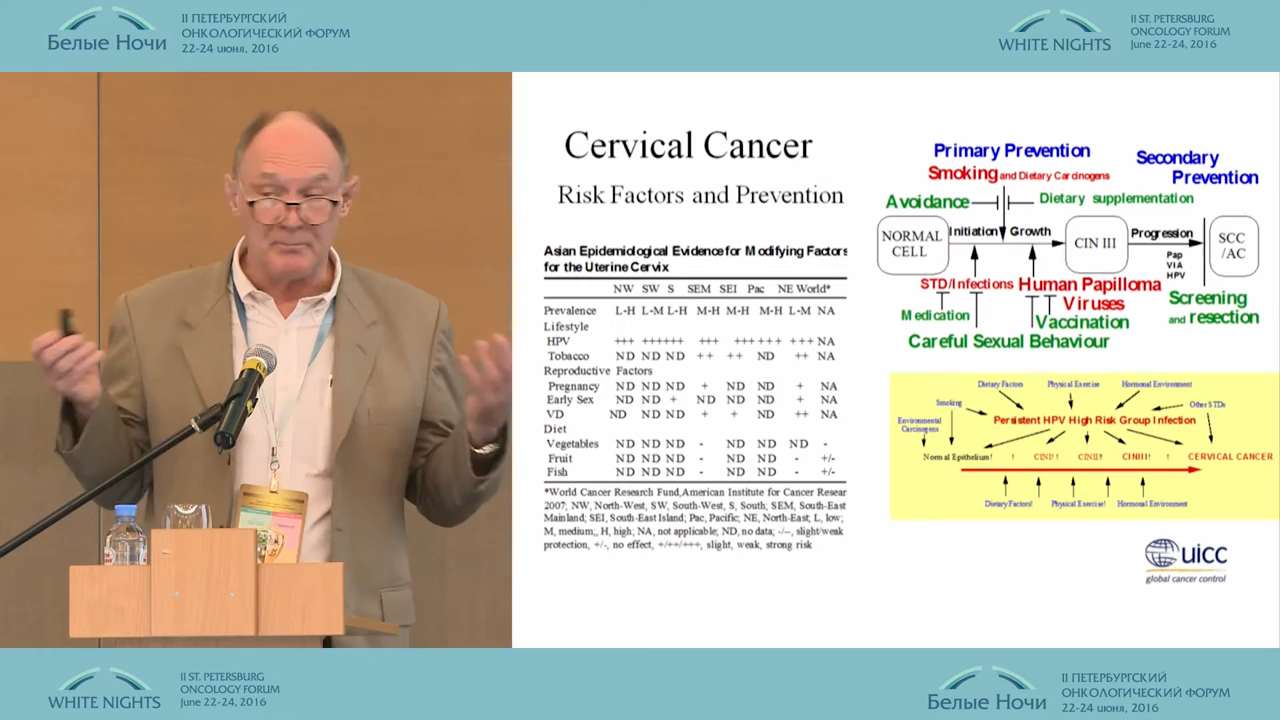 II ПЕТЕРБУРГСКИЙ
ОНКОЛОГИЧЕСКИЙ ФОРУМ
Белые Ночи
22-24 июня, 2016
II ST. PETERSBURG
ONCOLOGY FORUM
WHITE NIGHTS
June 22-24, 2016
Cervical Cancer
Risk Factors and Prevention
Asian Epidemiological Evidence for Modifying Factors
for the Uterine Cervix
NW SW S SEM SEI Pac NE World*
Prevalence L-H L-M L-H M-H M-H M-H L-M NA
Lifestyle
HPV +++ ++++++ +++ +++ +++ +++ NA
Tobacco ND ND ND ++ ++ ND ++ NA
Reproductive Factors
Pregnancy ND ND ND + ND ND + NA
Early Sex ND ND + ND ND ND + NA
VD ND ND ND + + ND ++ NA
Diet
Vegetables ND ND ND - ND ND ND -
Fruit ND ND ND - ND ND - +/-
Fish ND ND ND - ND ND - +/-
*World Cancer Research Fund,American Institute for Cancer Resear
2007; NW, North-West, SW, South-West, S, South; SEM, South-East
Mainland; SEI, South-East Island; Pac, Pacific; NE, North-East; L, low;
M, medium;, H, high; NA, not applicable; ND, no data; -/--, slight/weak
protection, +/-, no effect, +/++/+++, slight, weak, strong risk
Primary Prevention
Secondary
Prevention
Smoking and Dietary Carcinogens
Avoidance
Dietary supplementation
NORMAL
CELL
Initiation Growth
CIN III
Progression
SCC
/AC
Pap
VIA
HPV
STD/Infections
Human Papilloma
Viruses
Medication
Vaccination
Screening
and resection
Careful Sexual Behaviour
Dietary Factors Physical Exercise Hormonal Environment
Smoking
Other STDs
Environmental
Carcinogens
Persistent HPV High Risk Group Infection
Normal Epithelium! ! CINI! ! CINII! CINIII! ! CERVICAL CANCER
Dietary Factors! Physical Exercise! Hormonal Environment
uicc
global cancer control
II ST. PETERSBURG
ONCOLOGY FORUM
WHITE NIGHTS
June 22-24, 2016
II ПЕТЕРБУРГСКИЙ
ОНКОЛОГИЧЕСКИЙ ФОРУМ
Белые Ночи
22-24 июня, 2016